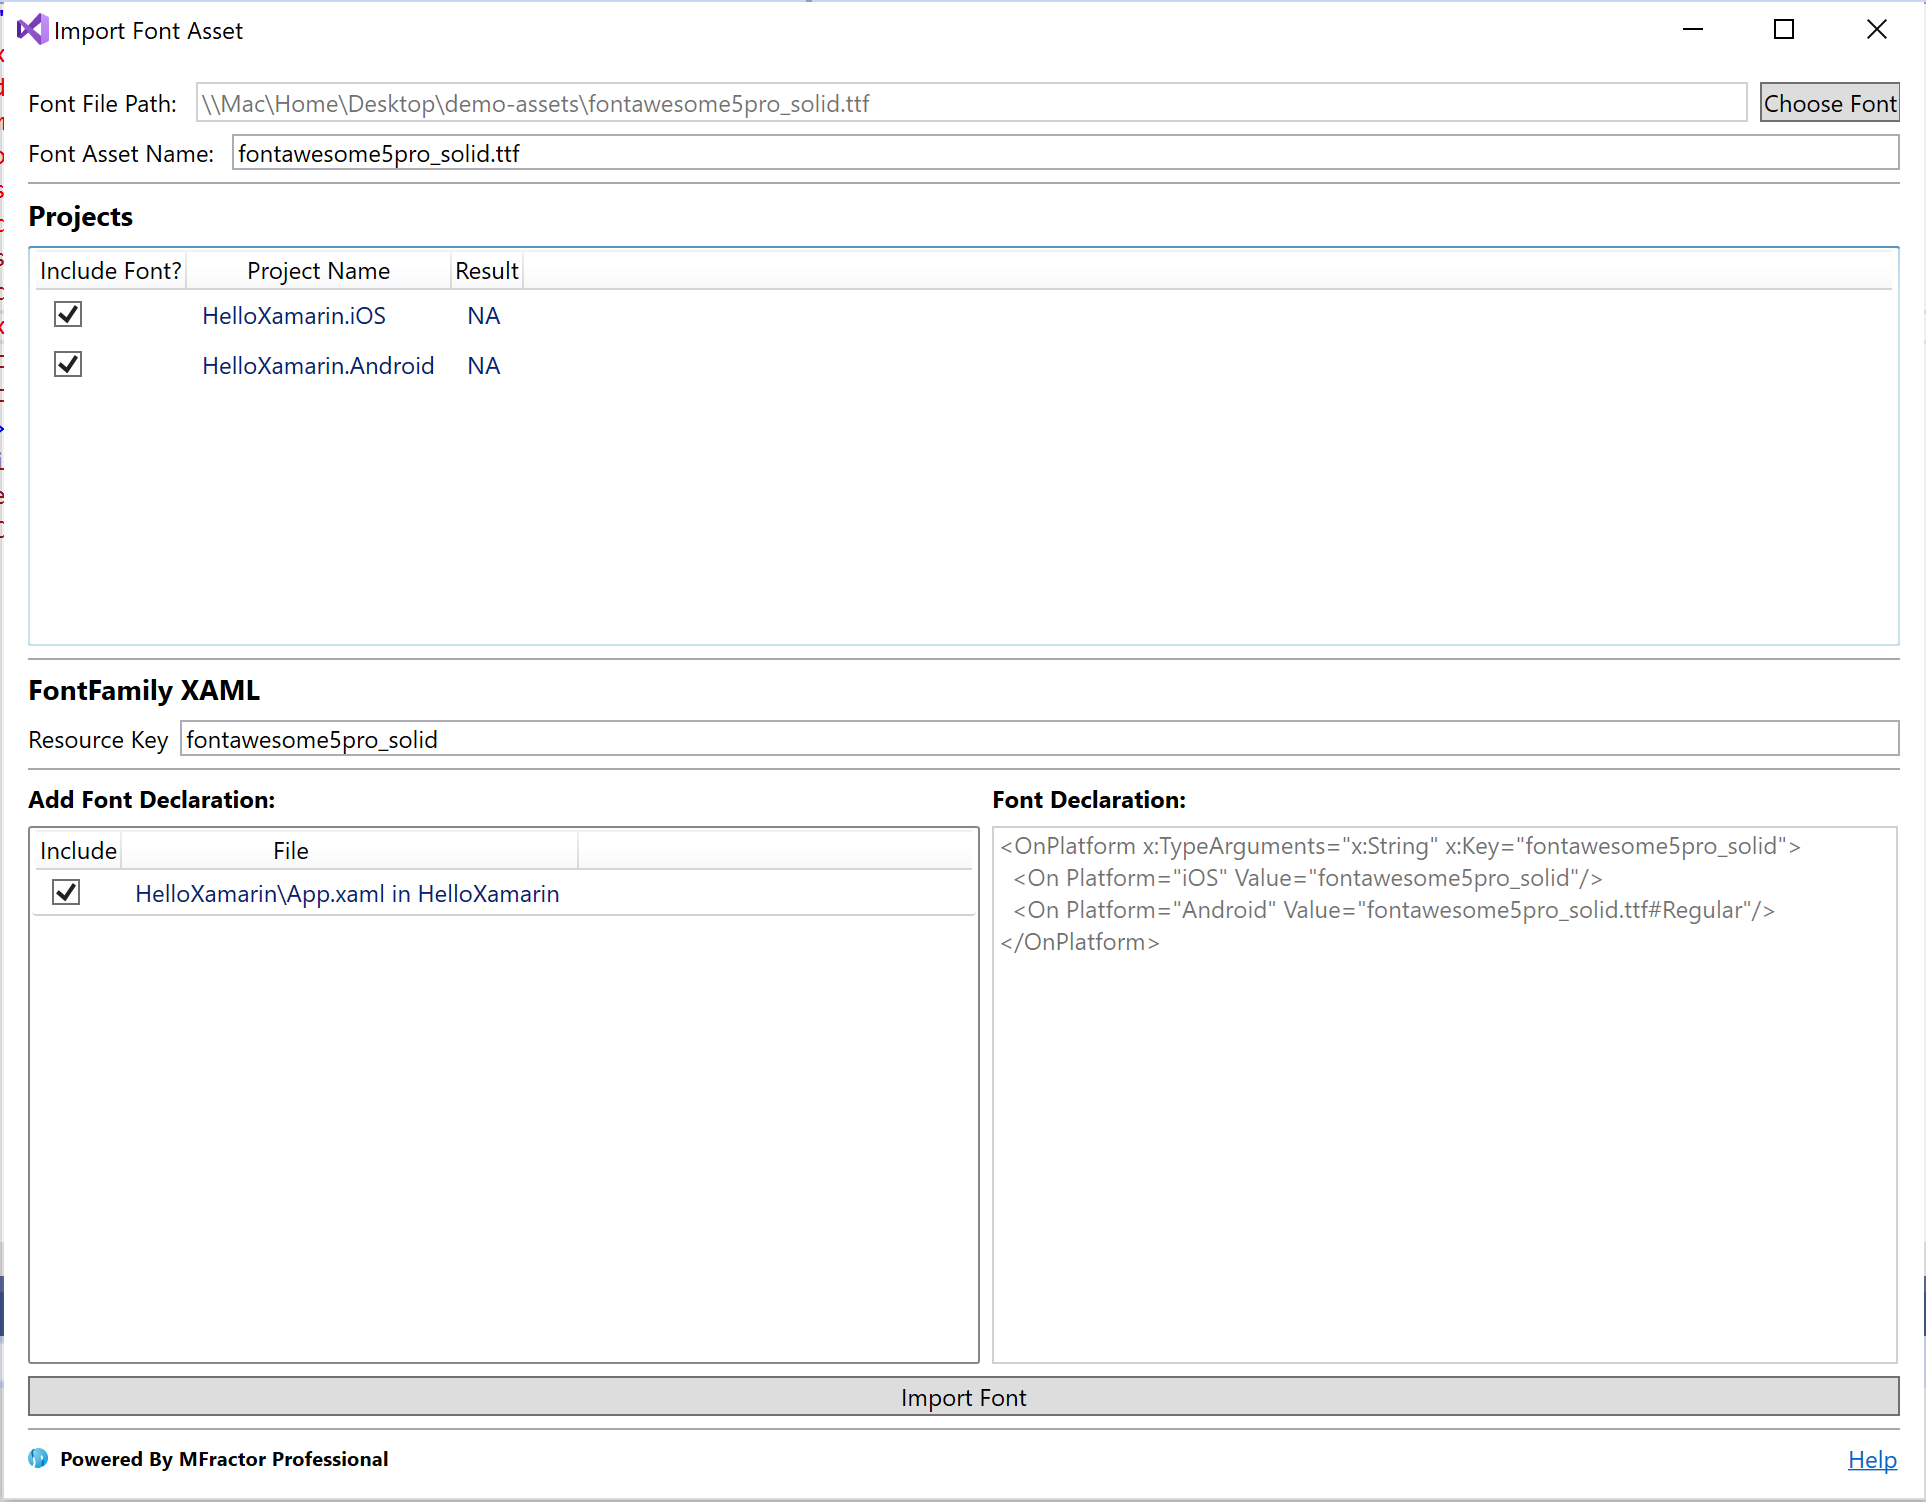 Import Font Asset
Font File Path: \\Mac\Home\Desktop\demo-assets\fontawesome5pro_solid.ttf Choose Font
Font Asset Name: fontawesome5pro_solid.ttf
Projects
Include Font? Project Name Result
HelloXamarin.iOS NA
HelloXamarin.Android NA
FontFamily XAML
Resource Key fontawesome5pro_solid
Add Font Declaration:
Include File
HelloXamarin\App.xaml in HelloXamarin
Font Declaration:
<OnPlatform x:TypeArguments="x:String" x:Key="fontawesome5pro_solid">
<On Platform="iOS" Value="fontawesome5pro_solid"/>
<On Platform="Android" Value="fontawesome5pro_solid.ttf#Regular"/>
</OnPlatform>
Import Font
Powered By MFractor Professional
Help